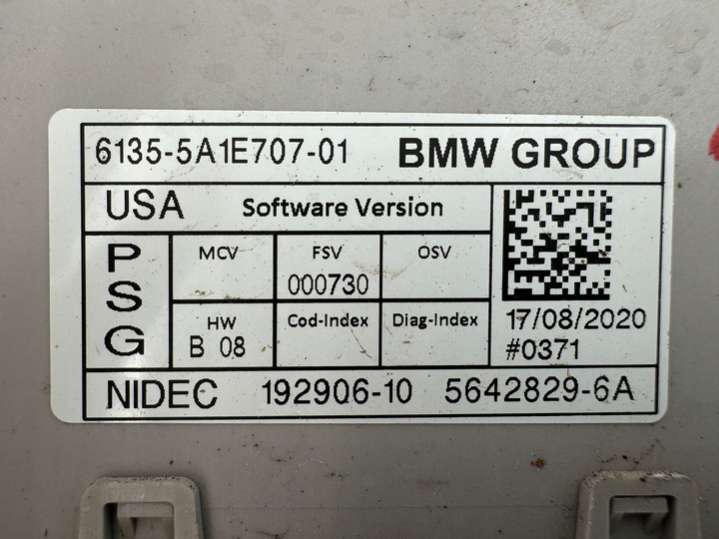 6135-5A1E707-01 BMW GROUP
USA Software Version
PSG
MCV FSV OSV
000730
HW Cod-Index Diag-Index
B 08
17/08/2020
#0371
NIDEC 192906-10 5642829-6A